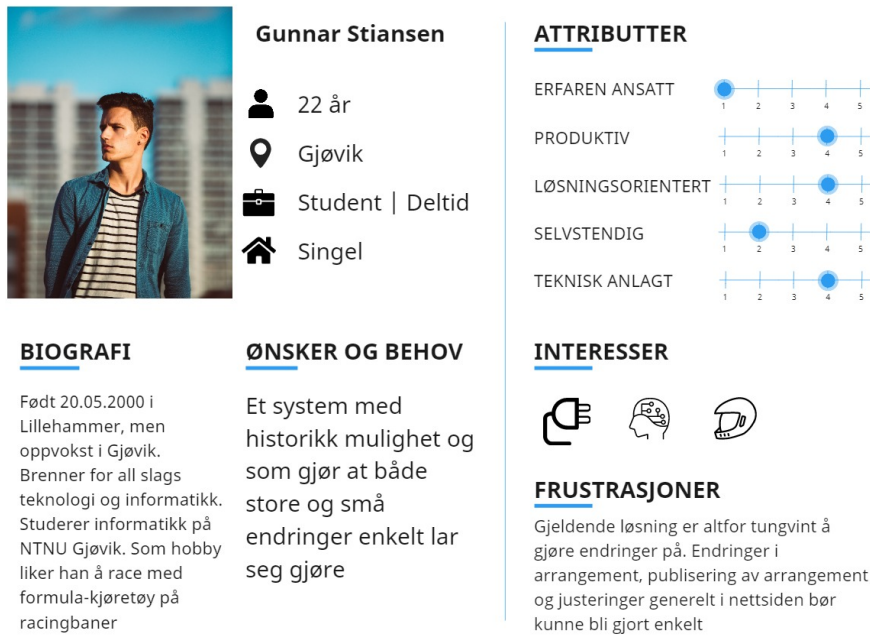 Gunnar Stiansen
22 år
Gjøvik
Student | Deltid
Singel
ATTRIBUTTER
ERFAREN ANSATT
1 2 3 4 5
PRODUKTIV
1 2 3 4 5
LØSNINGSORIENTERT
1 2 3 4 5
SELVSTENDIG
1 2 3 4 5
TEKNISK ANLAGT
1 2 3 4 5
BIOGRAFI
Født 20.05.2000 i
Lillehammer, men
oppvokst i Gjøvik.
Brenner for all slags
teknologi og informatikk.
Studerer informatikk på
NTNU Gjøvik. Som hobby
liker han å race med
formula-kjøretøy på
racingbaner
ØNSKER OG BEHOV
Et system med
historikk mulighet og
som gjør at både
store og små
endringer enkelt lar
seg gjøre
INTERESSER
FRUSTRASJONER
Gjeldende løsning er altfor tungvint å
gjøre endringer på. Endringer i
arrangement, publisering av arrangement
og justeringer generelt i nettsiden bør
kunne bli gjort enkelt